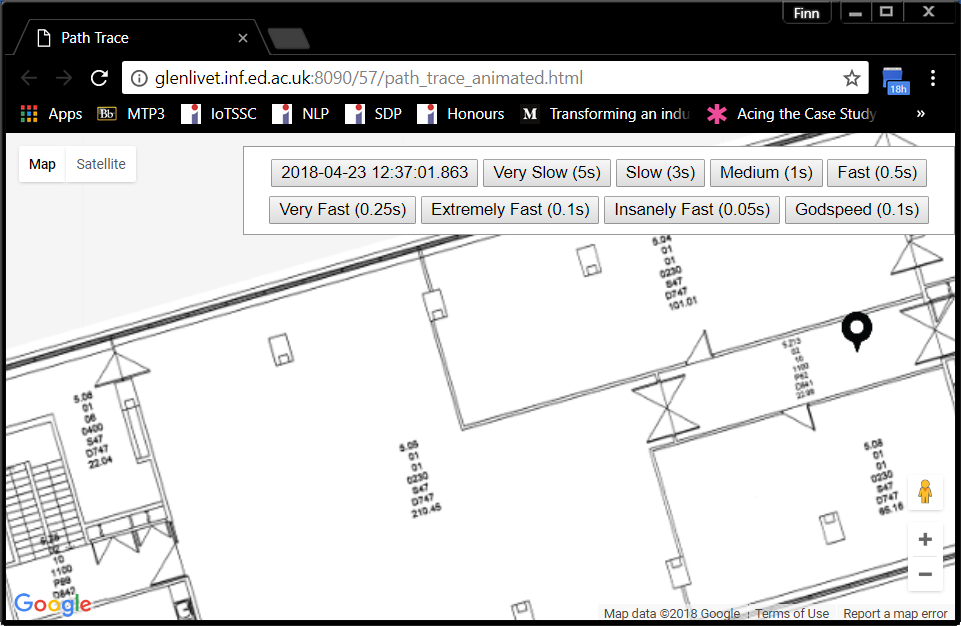 Finn
Path Trace
glenlivet.inf.ed.ac.uk:8090/57/path_trace_animated.html
18h
Apps
Bb MTP3
IoTSSC
NLP
SDP
Honours
M Transforming an indu
Acing the Case Study
»
Map
Satellite
2018-04-23 12:37:01.863
Very Slow (5s)
Slow (3s)
Medium (1s)
Fast (0.5s)
Very Fast (0.25s)
Extremely Fast (0.1s)
Insanely Fast (0.05s)
Godspeed (0.1s)
5.04
01
01
0230
S47
D747
101.01
5.213
02
10
1100
P82
D841
22.99
5.06
01
06
0400
S47
D747
22.04
5.05
01
01
0230
S47
D747
210.45
5.08
01
01
0230
S47
D747
65.16
02
10
1100
P89
D842
Google
Map data ©2018 Google
Terms of Use
Report a map error